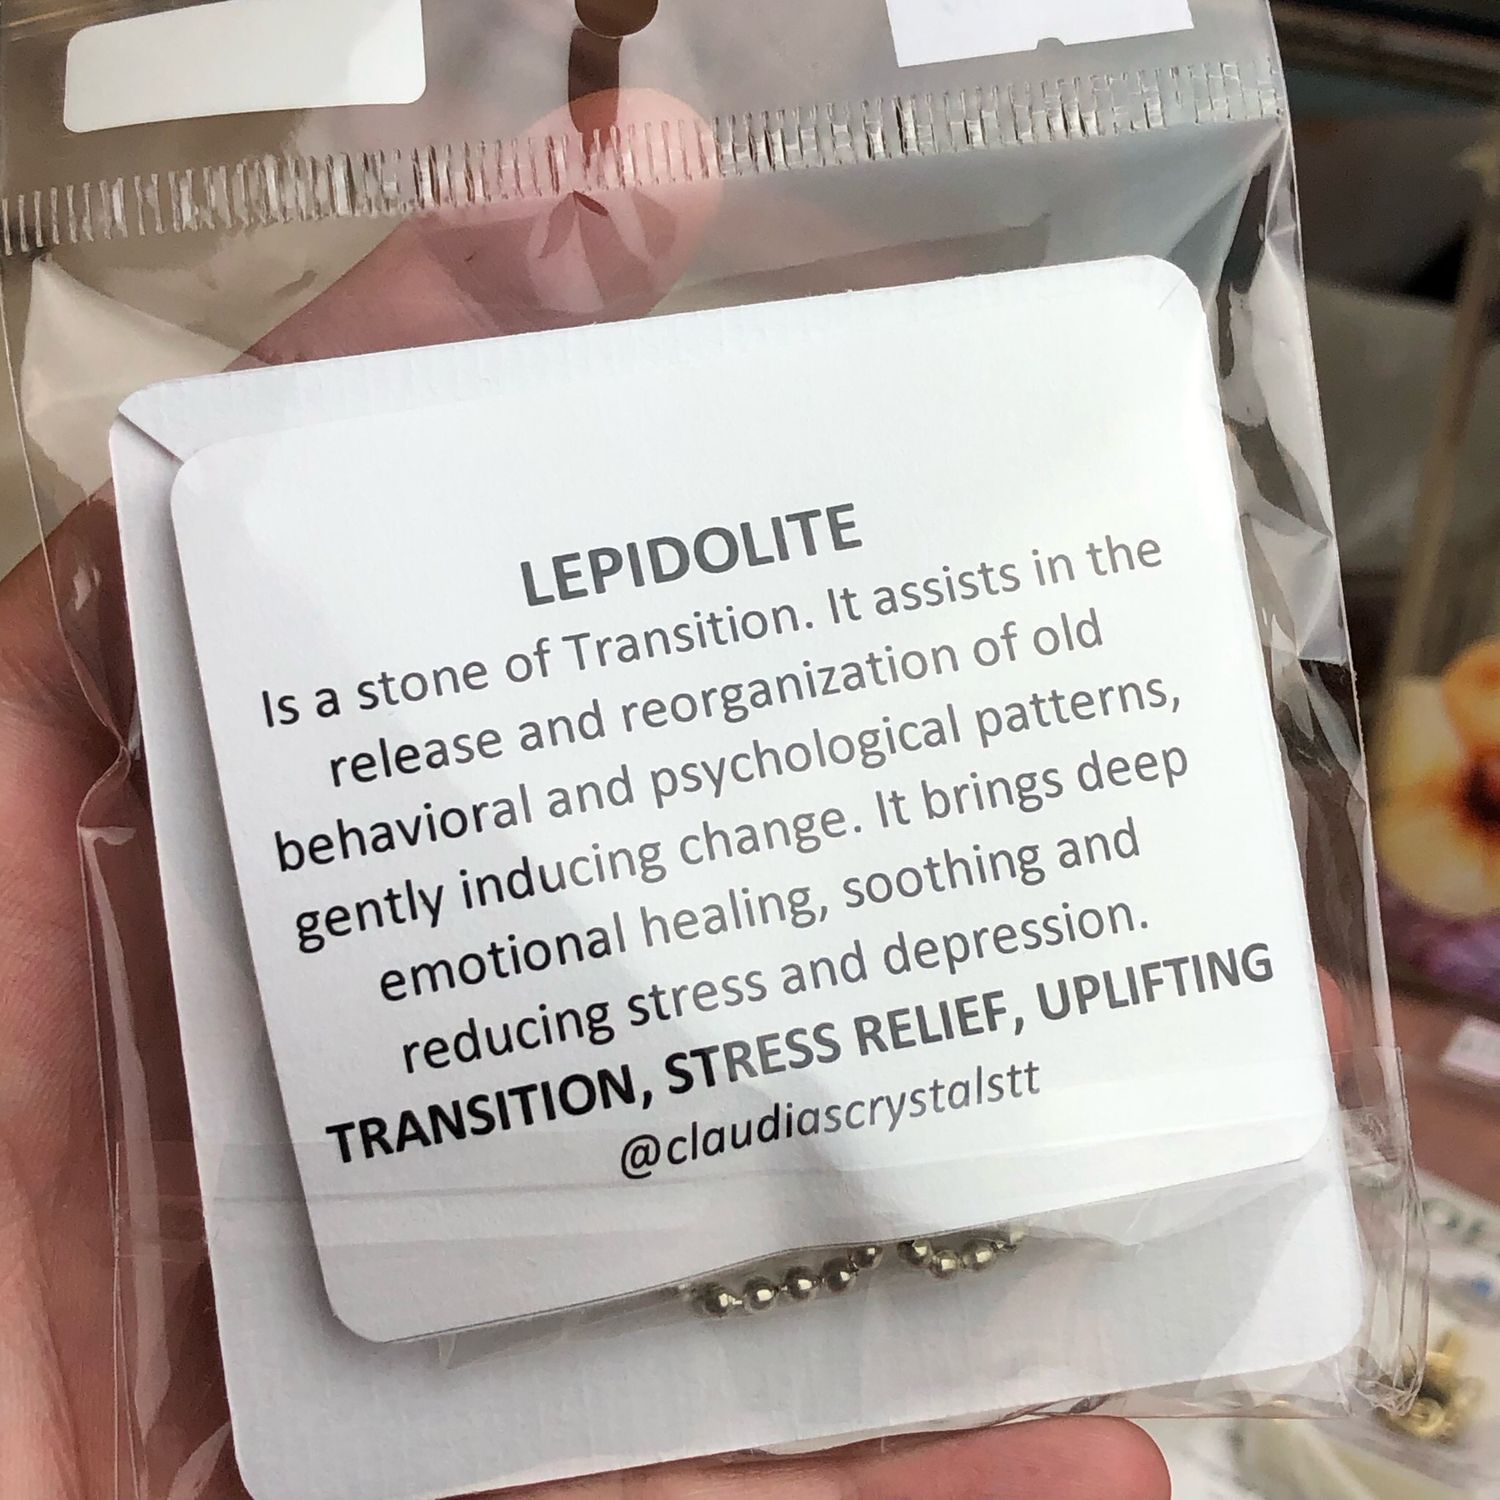 LEPIDOLITE
Is a stone of Transition. It assists in the
release and reorganization of old
behavioral and psychological patterns,
gently inducing change. It brings deep
emotional healing, soothing and
reducing stress and depression.
TRANSITION, STRESS RELIEF, UPLIFTING
@claudiascrystalstt